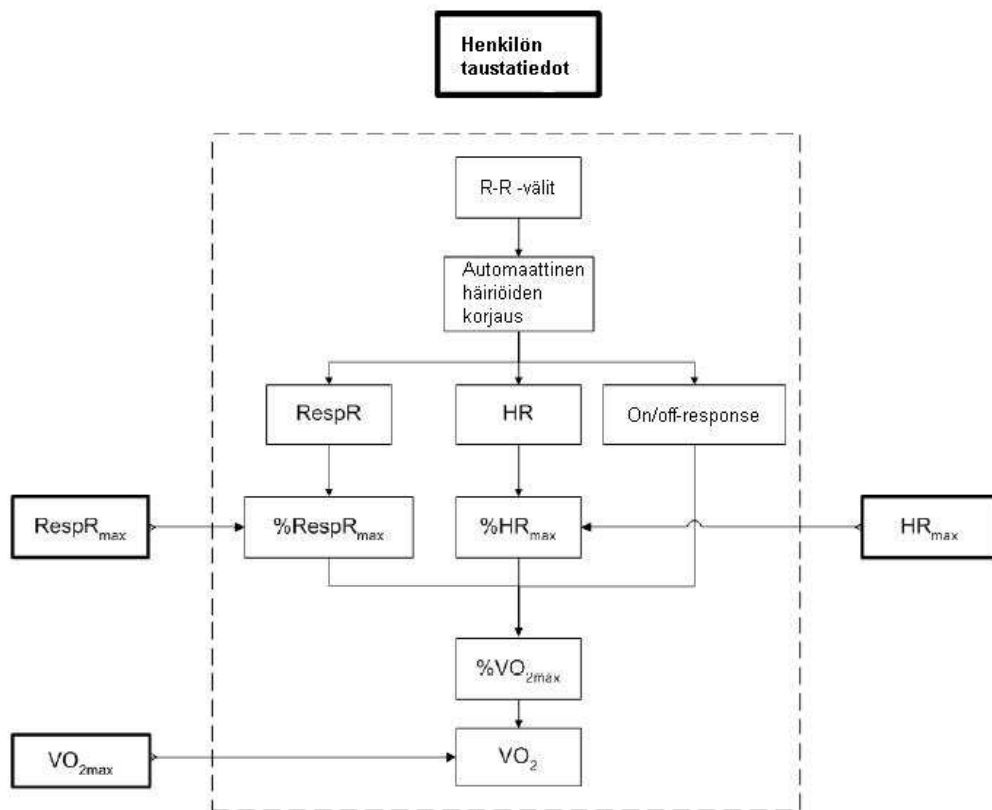 Henkilön
taustatiedot
R-R -välit
Automaattinen
häiriöiden
korjaus
RespR
HR
On/off-response
RespRmax
%RespRmax
%HRmax
HRmax
%VO2max
VO2max
VO2